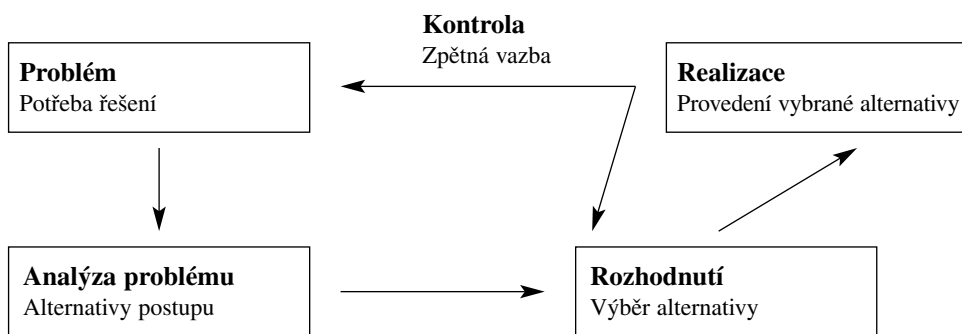 Kontrola
Zpětná vazba
Problém
Potřeba řešení
Realizace
Provedení vybrané alternativy
Analýza problému
Alternativy postupu
Rozhodnutí
Výběr alternativy